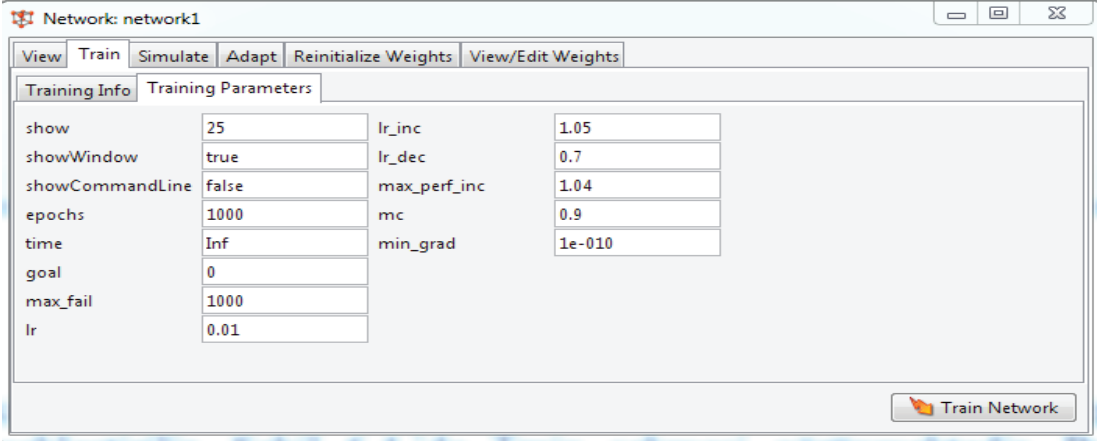 Network: network1
View Train Simulate Adapt Reinitialize Weights View/Edit Weights
Training Info Training Parameters
show 25 lr_inc 1.05
showWindow true lr_dec 0.7
showCommandLine false max_perf_inc 1.04
epochs 1000 mc 0.9
time Inf min_grad 1e-010
goal 0
max_fail 1000
lr 0.01
Train Network